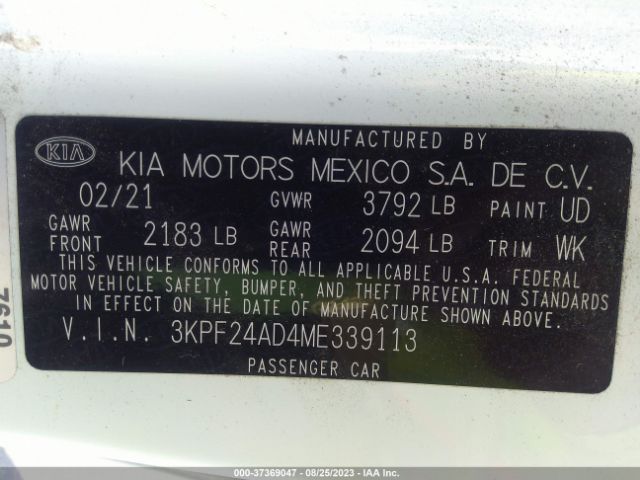 MANUFACTURED BY
KIA KIA MOTORS MEXICO S.A. DE C.V.
02/21 GVWR 3792 LB PAINT UD
GAWR FRONT 2183 LB GAWR REAR 2094 LB TRIM WK
THIS VEHICLE CONFORMS TO ALL APPLICABLE U.S.A. FEDERAL
MOTOR VEHICLE SAFETY, BUMPER, AND THEFT PREVENTION STANDARDS
IN EFFECT ON THE DATE OF MANUFACTURE SHOWN ABOVE.
V.I.N. 3KPF24AD4ME339113
PASSENGER CAR
7610
000-37369047 - 08/25/2023 - IAA Inc.